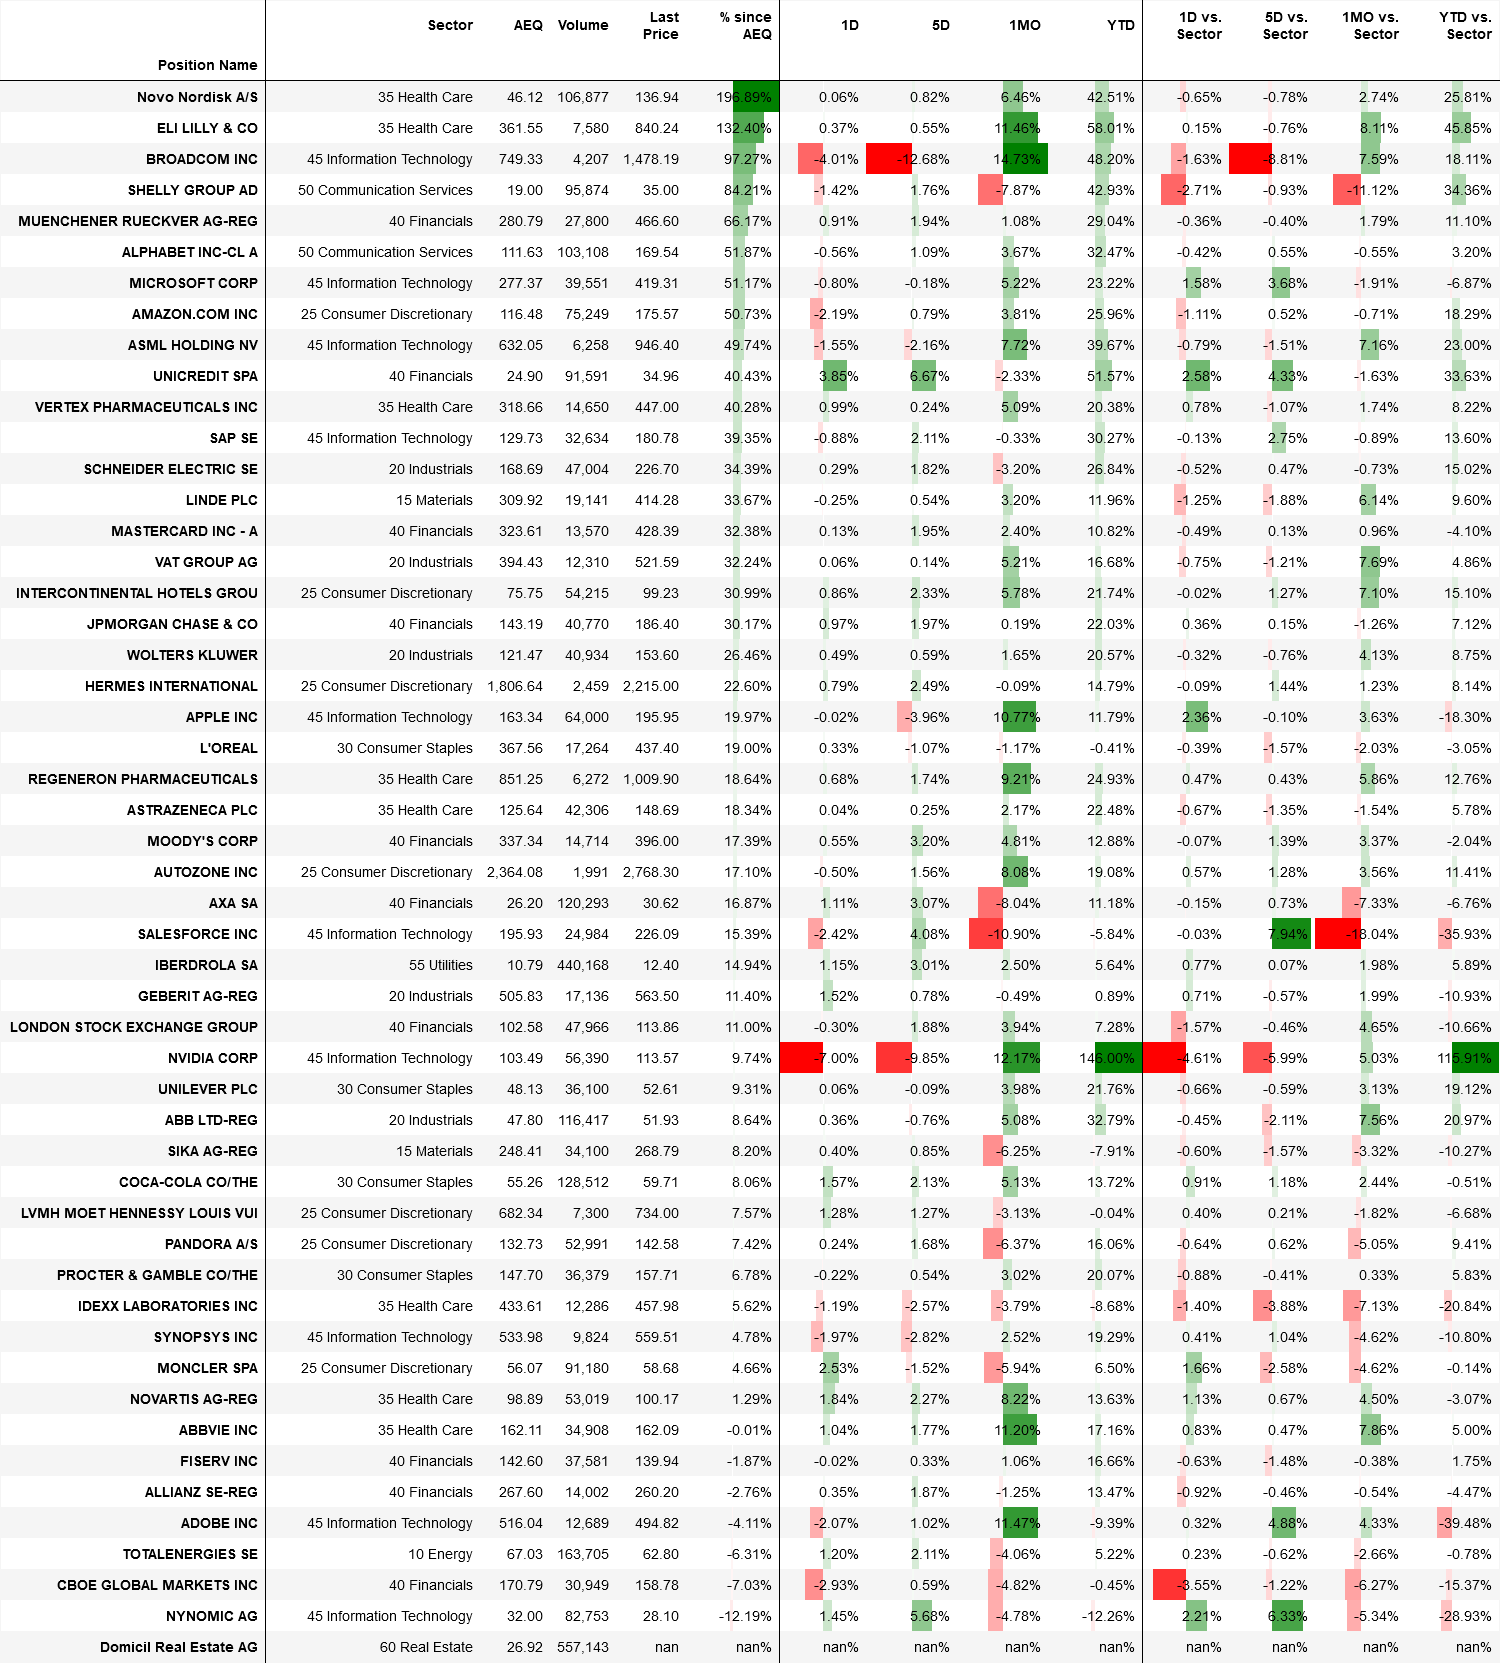 Position Name Sector AEQ Volume Last Price % since AEQ 1D 5D 1MO YTD 1D vs. Sector 5D vs. Sector 1MO vs. Sector YTD vs. Sector
Novo Nordisk A/S 35 Health Care 46.12 106,877 136.94 196.89% 0.06% 0.82% 6.46% 42.51% -0.65% -0.78% 2.74% 25.81%
ELI LILLY & CO 35 Health Care 361.55 7,580 840.24 132.40% 0.37% 0.55% 11.46% 58.01% 0.15% -0.76% 8.11% 45.85%
BROADCOM INC 45 Information Technology 749.33 4,207 1,478.19 97.27% -4.01% -12.68% 14.73% 48.20% -1.63% -8.81% 7.59% 18.11%
SHELLY GROUP AD 50 Communication Services 19.00 95,874 35.00 84.21% -1.42% 1.76% -7.87% 42.93% -2.71% -0.93% -11.12% 34.36%
MUENCHENER RUECKVER AG-REG 40 Financials 280.79 27,800 466.60 66.17% 0.91% 1.94% 1.08% 29.04% -0.36% -0.40% 1.79% 11.10%
ALPHABET INC-CL A 50 Communication Services 111.63 103,108 169.54 51.87% -0.56% 1.09% 3.67% 32.47% -0.42% 0.55% -0.55% 3.20%
MICROSOFT CORP 45 Information Technology 277.37 39,551 419.31 51.17% -0.80% -0.18% 5.22% 23.22% 1.58% 3.68% -1.91% -6.87%
AMAZON.COM INC 25 Consumer Discretionary 116.48 75,249 175.57 50.73% -2.19% 0.79% 3.81% 25.96% -1.11% 0.52% -0.71% 18.29%
ASML HOLDING NV 45 Information Technology 632.05 6,258 946.40 49.74% -1.55% -2.16% 7.72% 39.67% -0.79% -1.51% 7.16% 23.00%
UNICREDIT SPA 40 Financials 24.90 91,591 34.96 40.43% 3.85% 6.67% -2.33% 51.57% 2.58% 4.33% -1.63% 33.63%
VERTEX PHARMACEUTICALS INC 35 Health Care 318.66 14,650 447.00 40.28% 0.99% 0.24% 5.09% 20.38% 0.78% -1.07% 1.74% 8.22%
SAP SE 45 Information Technology 129.73 32,634 180.78 39.35% -0.88% 2.11% -0.33% 30.27% -0.13% 2.75% -0.89% 13.60%
SCHNEIDER ELECTRIC SE 20 Industrials 168.69 47,004 226.70 34.39% 0.29% 1.82% -3.20% 26.84% -0.52% 0.47% -0.73% 15.02%
LINDE PLC 15 Materials 309.92 19,141 414.28 33.67% -0.25% 0.54% 3.20% 11.96% -1.25% -1.88% 6.14% 9.60%
MASTERCARD INC - A 40 Financials 323.61 13,570 428.39 32.38% 0.13% 1.95% 2.40% 10.82% -0.49% 0.13% 0.96% -4.10%
VAT GROUP AG 20 Industrials 394.43 12,310 521.59 32.24% 0.06% 0.14% 5.21% 16.68% -0.75% -1.21% 7.69% 4.86%
INTERCONTINENTAL HOTELS GROU 25 Consumer Discretionary 75.75 54,215 99.23 30.99% 0.86% 2.33% 5.78% 21.74% -0.02% 1.27% 7.10% 15.10%
JPMORGAN CHASE & CO 40 Financials 143.19 40,770 186.40 30.17% 0.97% 1.97% 0.19% 22.03% 0.36% 0.15% -1.26% 7.12%
WOLTERS KLUWER 20 Industrials 121.47 40,934 153.60 26.46% 0.49% 0.59% 1.65% 20.57% -0.32% -0.76% 4.13% 8.75%
HERMES INTERNATIONAL 25 Consumer Discretionary 1,806.64 2,459 2,215.00 22.60% 0.79% 2.49% -0.09% 14.79% -0.09% 1.44% 1.23% 8.14%
APPLE INC 45 Information Technology 163.34 64,000 195.95 19.97% -0.02% -3.96% 10.77% 11.79% 2.36% -0.10% 3.63% -18.30%
L'OREAL 30 Consumer Staples 367.56 17,264 437.40 19.00% 0.33% -1.07% -1.17% -0.41% -0.39% -1.57% -2.03% -3.05%
REGENERON PHARMACEUTICALS 35 Health Care 851.25 6,272 1,009.90 18.64% 0.68% 1.74% 9.21% 24.93% 0.47% 0.43% 5.86% 12.76%
ASTRAZENECA PLC 35 Health Care 125.64 42,306 148.69 18.34% 0.04% 0.25% 2.17% 22.48% -0.67% -1.35% -1.54% 5.78%
MOODY'S CORP 40 Financials 337.34 14,714 396.00 17.39% 0.55% 3.20% 4.81% 12.88% -0.07% 1.39% 3.37% -2.04%
AUTOZONE INC 25 Consumer Discretionary 2,364.08 1,991 2,768.30 17.10% -0.50% 1.56% 8.08% 19.08% 0.57% 1.28% 3.56% 11.41%
AXA SA 40 Financials 26.20 120,293 30.62 16.87% 1.11% 3.07% -8.04% 11.18% -0.15% 0.73% -7.33% -6.76%
SALESFORCE INC 45 Information Technology 195.93 24,984 226.09 15.39% -2.42% 4.08% -10.90% -5.84% -0.03% 7.94% -18.04% -35.93%
IBERDROLA SA 55 Utilities 10.79 440,168 12.40 14.94% 1.15% 3.01% 2.50% 5.64% 0.77% 0.07% 1.98% 5.89%
GEBERIT AG-REG 20 Industrials 505.83 17,136 563.50 11.40% 1.52% 0.78% -0.49% 0.89% 0.71% -0.57% 1.99% -10.93%
LONDON STOCK EXCHANGE GROUP 40 Financials 102.58 47,966 113.86 11.00% -0.30% 1.88% 3.94% 7.28% -1.57% -0.46% 4.65% -10.66%
NVIDIA CORP 45 Information Technology 103.49 56,390 113.57 9.74% -7.00% -9.85% 12.17% 146.00% -4.61% -5.99% 5.03% 115.91%
UNILEVER PLC 30 Consumer Staples 48.13 36,100 52.61 9.31% 0.06% -0.09% 3.98% 21.76% -0.66% -0.59% 3.13% 19.12%
ABB LTD-REG 20 Industrials 47.80 116,417 51.93 8.64% 0.36% -0.76% 5.08% 32.79% -0.45% -2.11% 7.56% 20.97%
SIKA AG-REG 15 Materials 248.41 34,100 268.79 8.20% 0.40% 0.85% -6.25% -7.91% -0.60% -1.57% -3.32% -10.27%
COCA-COLA CO/THE 30 Consumer Staples 55.26 128,512 59.71 8.06% 1.57% 2.13% 5.13% 13.72% 0.91% 1.18% 2.44% -0.51%
LVMH MOET HENNESSY LOUIS VUI 25 Consumer Discretionary 682.34 7,300 734.00 7.57% 1.28% 1.27% -3.13% -0.04% 0.40% 0.21% -1.82% -6.68%
PANDORA A/S 25 Consumer Discretionary 132.73 52,991 142.58 7.42% 0.24% 1.68% -6.37% 16.06% -0.64% 0.62% -5.05% 9.41%
PROCTER & GAMBLE CO/THE 30 Consumer Staples 147.70 36,379 157.71 6.78% -0.22% 0.54% 3.02% 20.07% -0.88% -0.41% 0.33% 5.83%
IDEXX LABORATORIES INC 35 Health Care 433.61 12,286 457.98 5.62% -1.19% -2.57% -3.79% -8.68% -1.40% -3.88% -7.13% -20.84%
SYNOPSYS INC 45 Information Technology 533.98 9,824 559.51 4.78% -1.97% -2.82% 2.52% 19.29% 0.41% 1.04% -4.62% -10.80%
MONCLER SPA 25 Consumer Discretionary 56.07 91,180 58.68 4.66% 2.53% -1.52% -5.94% 6.50% 1.66% -2.58% -4.62% -0.14%
NOVARTIS AG-REG 35 Health Care 98.89 53,019 100.17 1.29% 1.84% 2.27% 8.22% 13.63% 1.13% 0.67% 4.50% -3.07%
ABBVIE INC 35 Health Care 162.11 34,908 162.09 -0.01% 1.04% 1.77% 11.20% 17.16% 0.83% 0.47% 7.86% 5.00%
FISERV INC 40 Financials 142.60 37,581 139.94 -1.87% -0.02% 0.33% 1.06% 16.66% -0.63% -1.48% -0.38% 1.75%
ALLIANZ SE-REG 40 Financials 267.60 14,002 260.20 -2.76% 0.35% 1.87% -1.25% 13.47% -0.92% -0.46% -0.54% -4.47%
ADOBE INC 45 Information Technology 516.04 12,689 494.82 -4.11% -2.07% 1.02% 11.47% -9.39% 0.32% 4.88% 4.33% -39.48%
TOTALENERGIES SE 10 Energy 67.03 163,705 62.80 -6.31% 1.20% 2.11% -4.06% 5.22% 0.23% -0.62% -2.66% -0.78%
CBOE GLOBAL MARKETS INC 40 Financials 170.79 30,949 158.78 -7.03% -2.93% 0.59% -4.82% -0.45% -3.55% -1.22% -6.27% -15.37%
NYNOMIC AG 45 Information Technology 32.00 82,753 28.10 -12.19% 1.45% 5.68% -4.78% -12.26% 2.21% 6.33% -5.34% -28.93%
Domicil Real Estate AG 60 Real Estate 26.92 557,143 nan nan% nan% nan% nan% nan% nan% nan% nan% nan%